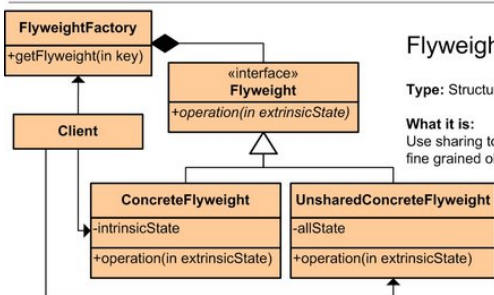 FlyweightFactory
+getFlyweight(in key)
Client
«interface»
Flyweight
+operation(in extrinsicState)
ConcreteFlyweight
-intrinsicState
+operation(in extrinsicState)
UnsharedConcreteFlyweight
-allState
+operation(in extrinsicState)
Flyweigh
Type: Structu
What it is:
Use sharing to
fine grained o